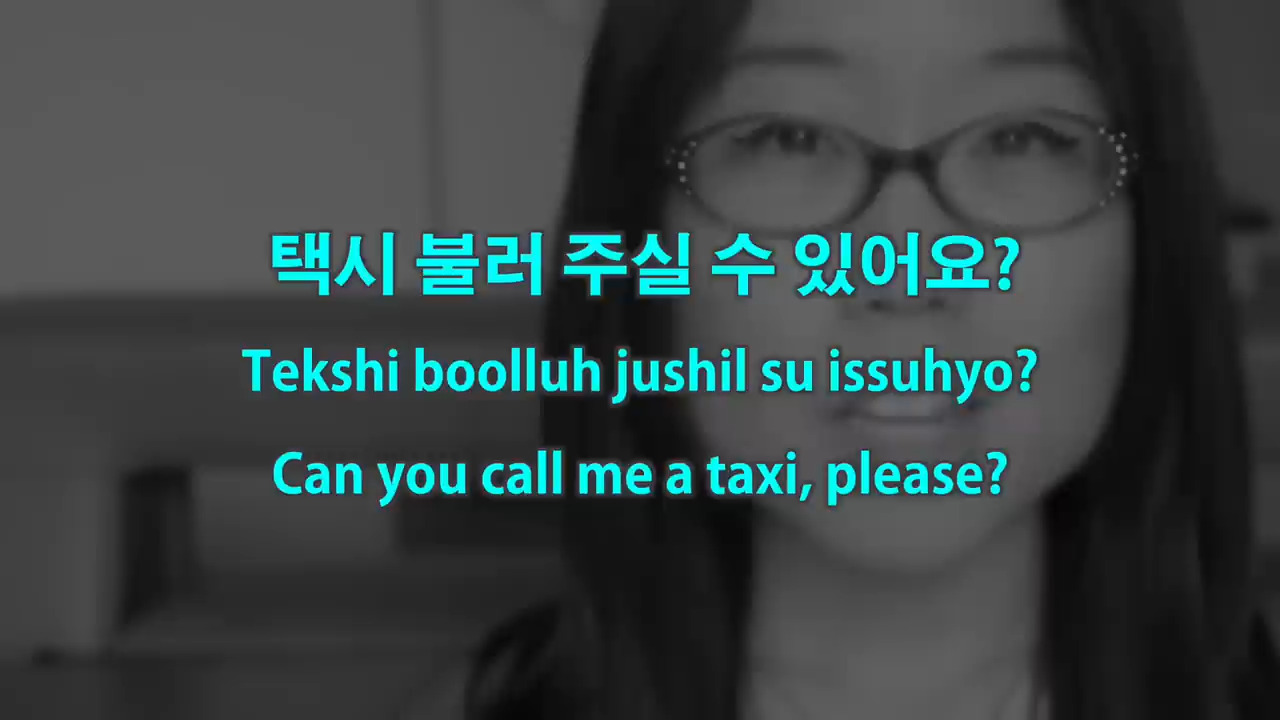 택시 불러 주실 수 있어요?
Tekshi boolluh jushil su issuhyo?
Can you call me a taxi, please?